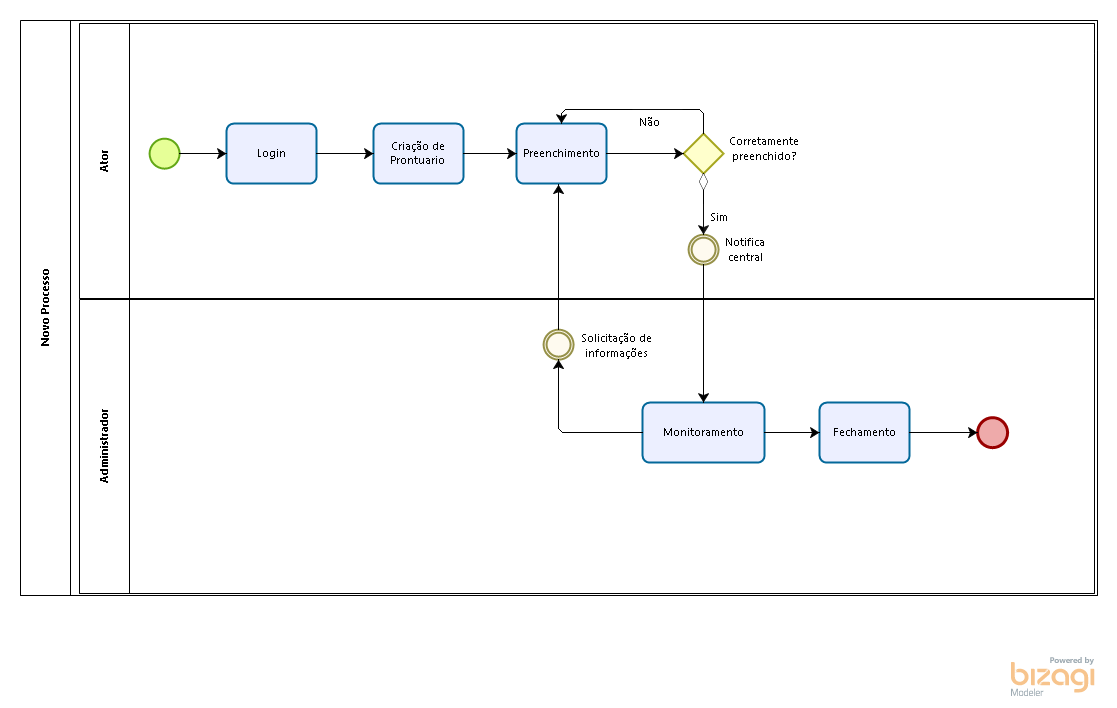 Novo Processo
Ator
Login
Criação de
Prontuario
Preenchimento
Não
Corretamente
preenchido?
Sim
Notifica
central
Administrador
Solicitação de
informações
Monitoramento
Fechamento
Powered by
bizagi
Modeler